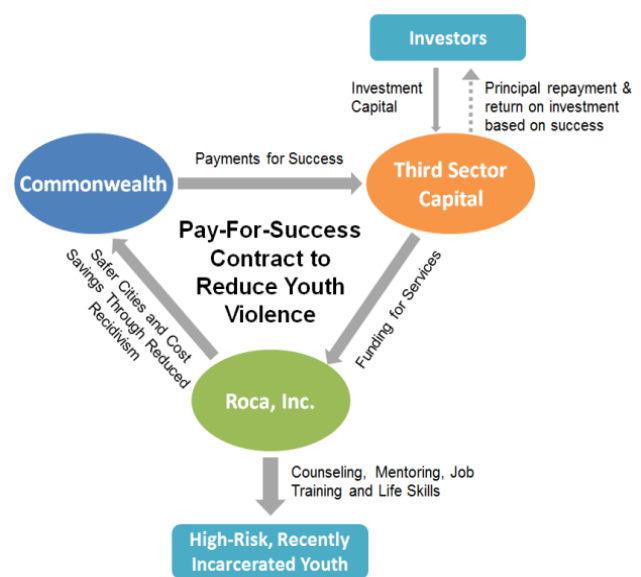 Investors
Investment
Capital
Principal repayment &
return on investment
based on success
Payments for Success
Commonwealth
Third Sector
Capital
Pay-For-Success
Contract to
Reduce Youth
Violence
Safer Cities and Cost
Savings Through Reduced
Recidivism
Funding for Services
Roca, Inc.
Counseling, Mentoring, Job
Training and Life Skills
High-Risk, Recently
Incarcerated Youth